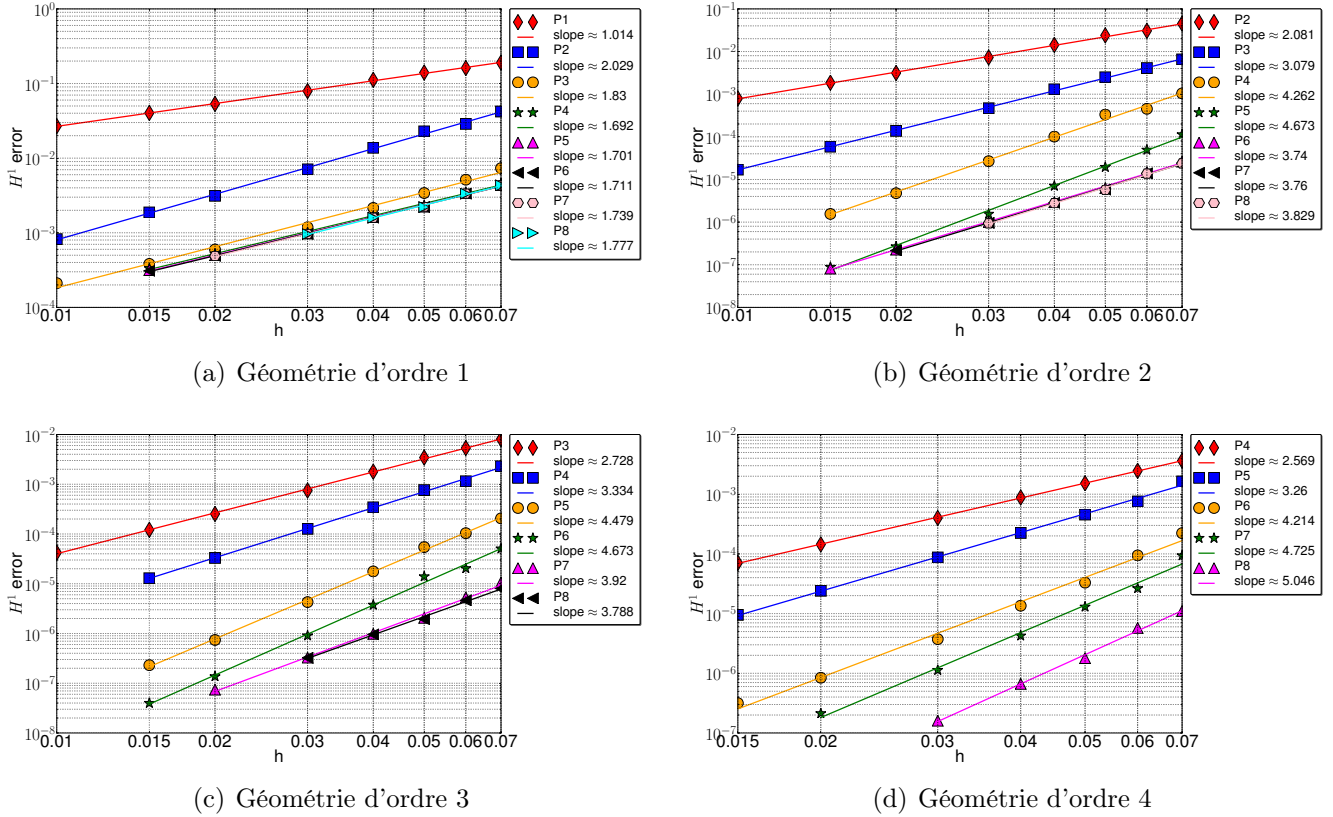 10^1
10^0
10^-1
10^-2
10^-3
10^-4
H^1 error
0.01
0.015
0.02
0.03
0.04
0.05
0.06
0.07
h
P1
slope ≈ 1.014
P2
slope ≈ 2.029
P3
slope ≈ 1.83
P4
slope ≈ 1.692
P5
slope ≈ 1.701
P6
slope ≈ 1.711
P7
slope ≈ 1.739
P8
slope ≈ 1.777
(a) Géométrie d'ordre 1
10^-1
10^-1
10^-2
10^-3
10^-4
10^-5
10^-6
10^-7
10^-8
H^1 error
0.01
0.015
0.02
0.03
0.04
0.05
0.06
0.07
h
P2
slope ≈ 2.081
P3
slope ≈ 3.079
P4
slope ≈ 4.262
P5
slope ≈ 4.673
P6
slope ≈ 3.74
P7
slope ≈ 3.76
P8
slope ≈ 3.829
(b) Géométrie d'ordre 2
10^-2
10^-3
10^-4
10^-5
10^-6
10^-7
10^-8
H^1 error
0.01
0.015
0.02
0.03
0.04
0.05
0.06
0.07
h
P3
slope ≈ 2.728
P4
slope ≈ 3.334
P5
slope ≈ 4.479
P6
slope ≈ 4.673
P7
slope ≈ 3.92
P8
slope ≈ 3.788
(c) Géométrie d'ordre 3
10^-2
10^-3
10^-4
10^-5
10^-6
10^-7
H^1 error
0.015
0.02
0.03
0.04
0.05
0.06
0.07
h
P4
slope ≈ 2.569
P5
slope ≈ 3.26
P6
slope ≈ 4.214
P7
slope ≈ 4.725
P8
slope ≈ 5.046
(d) Géométrie d'ordre 4